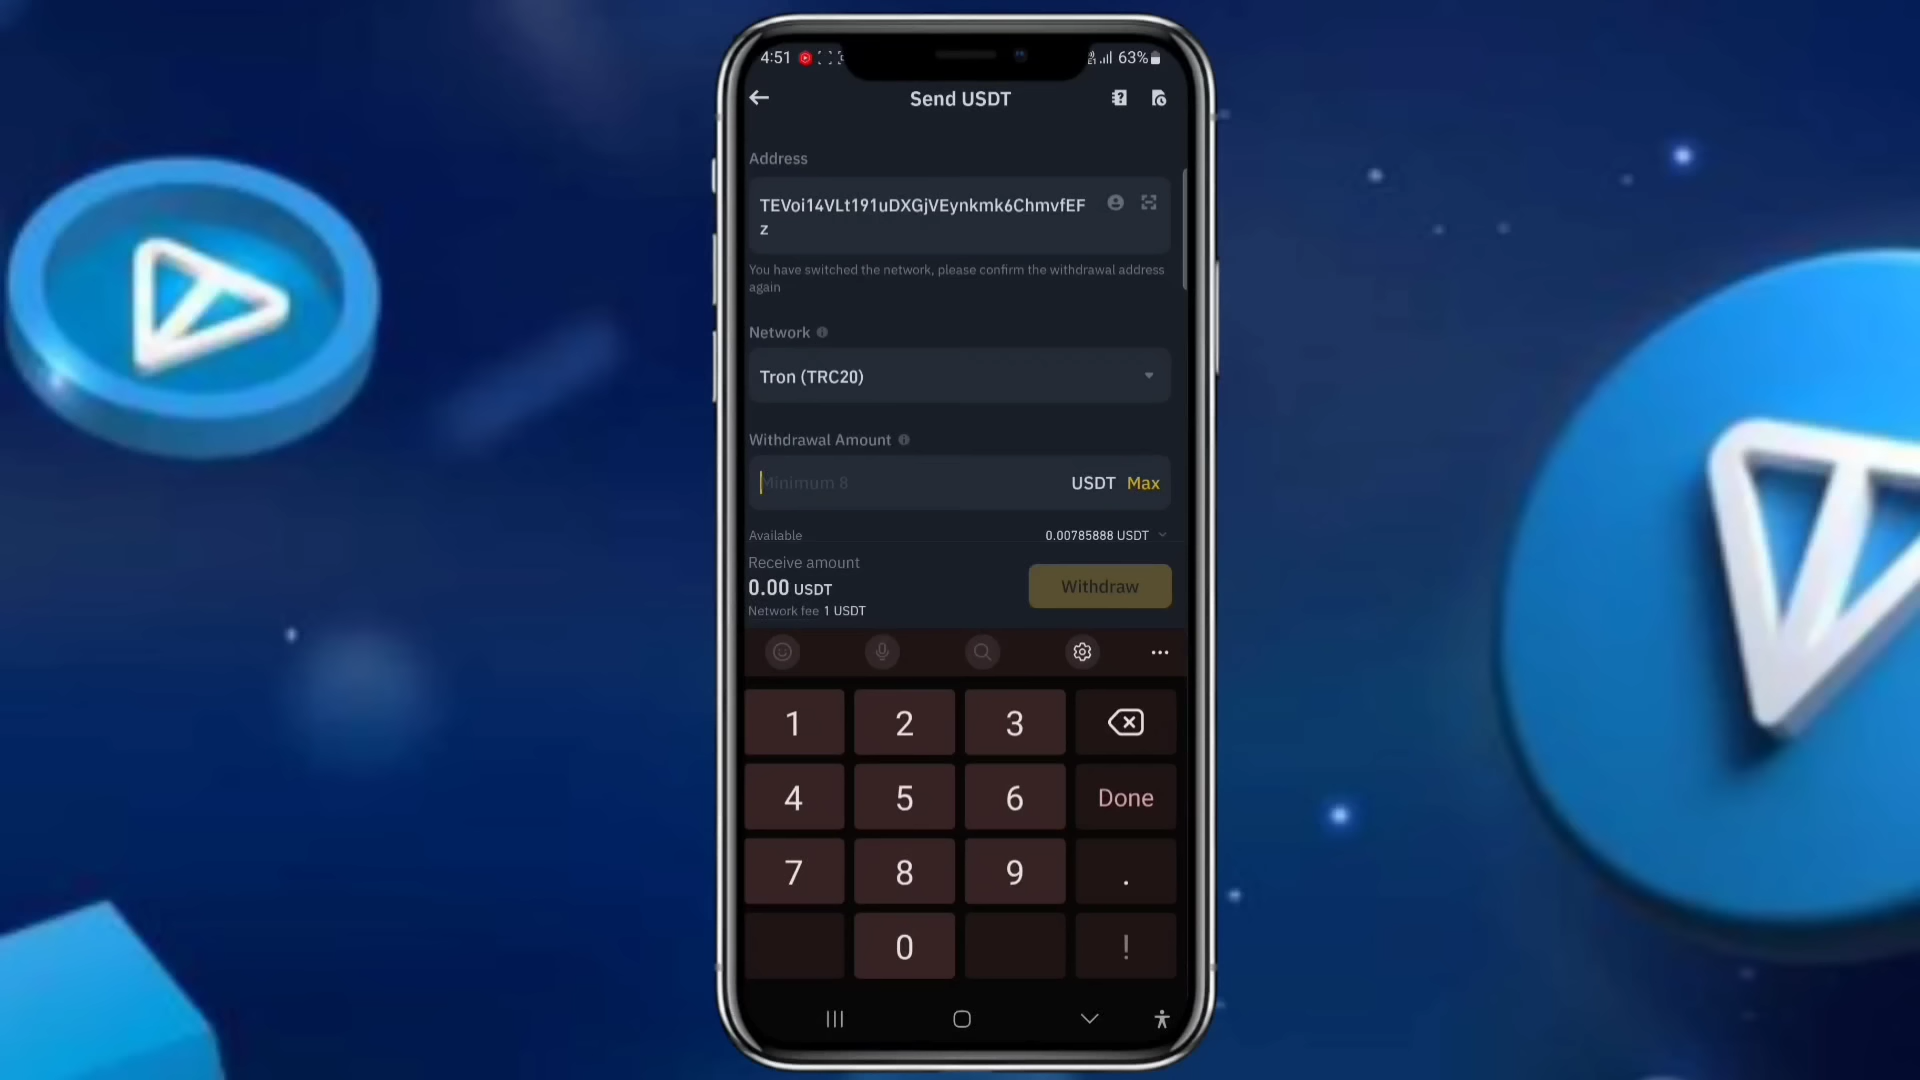 4:51
63%
Send USDT
Address
TEVoi14VLt191uDXGjVEynkmk6ChmvfEF
z
You have switched the network, please confirm the withdrawal address
again
Network
Tron (TRC20)
Withdrawal Amount
Minimum 8 USDT Max
Available 0.00785888 USDT
Receive amount
0.00 USDT
Withdraw
Network fee 1 USDT
1 2 3
4 5 6 Done
7 8 9 .
0 !